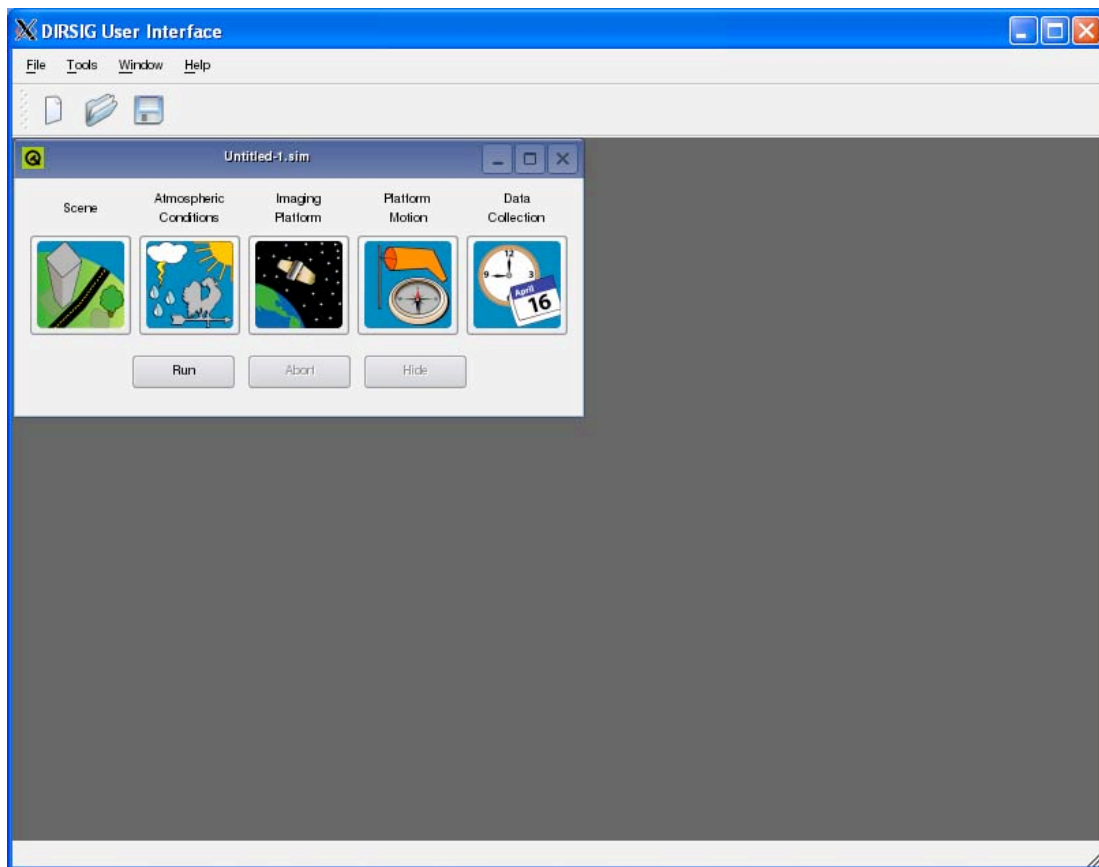 DIRSIG User Interface
File Tools Window Help
Untitled-1.sim
Scene
Atmospheric
Conditions
Imaging
Platform
Platform
Motion
Data
Collection
12
9 3
April
16
Run Abort Hide